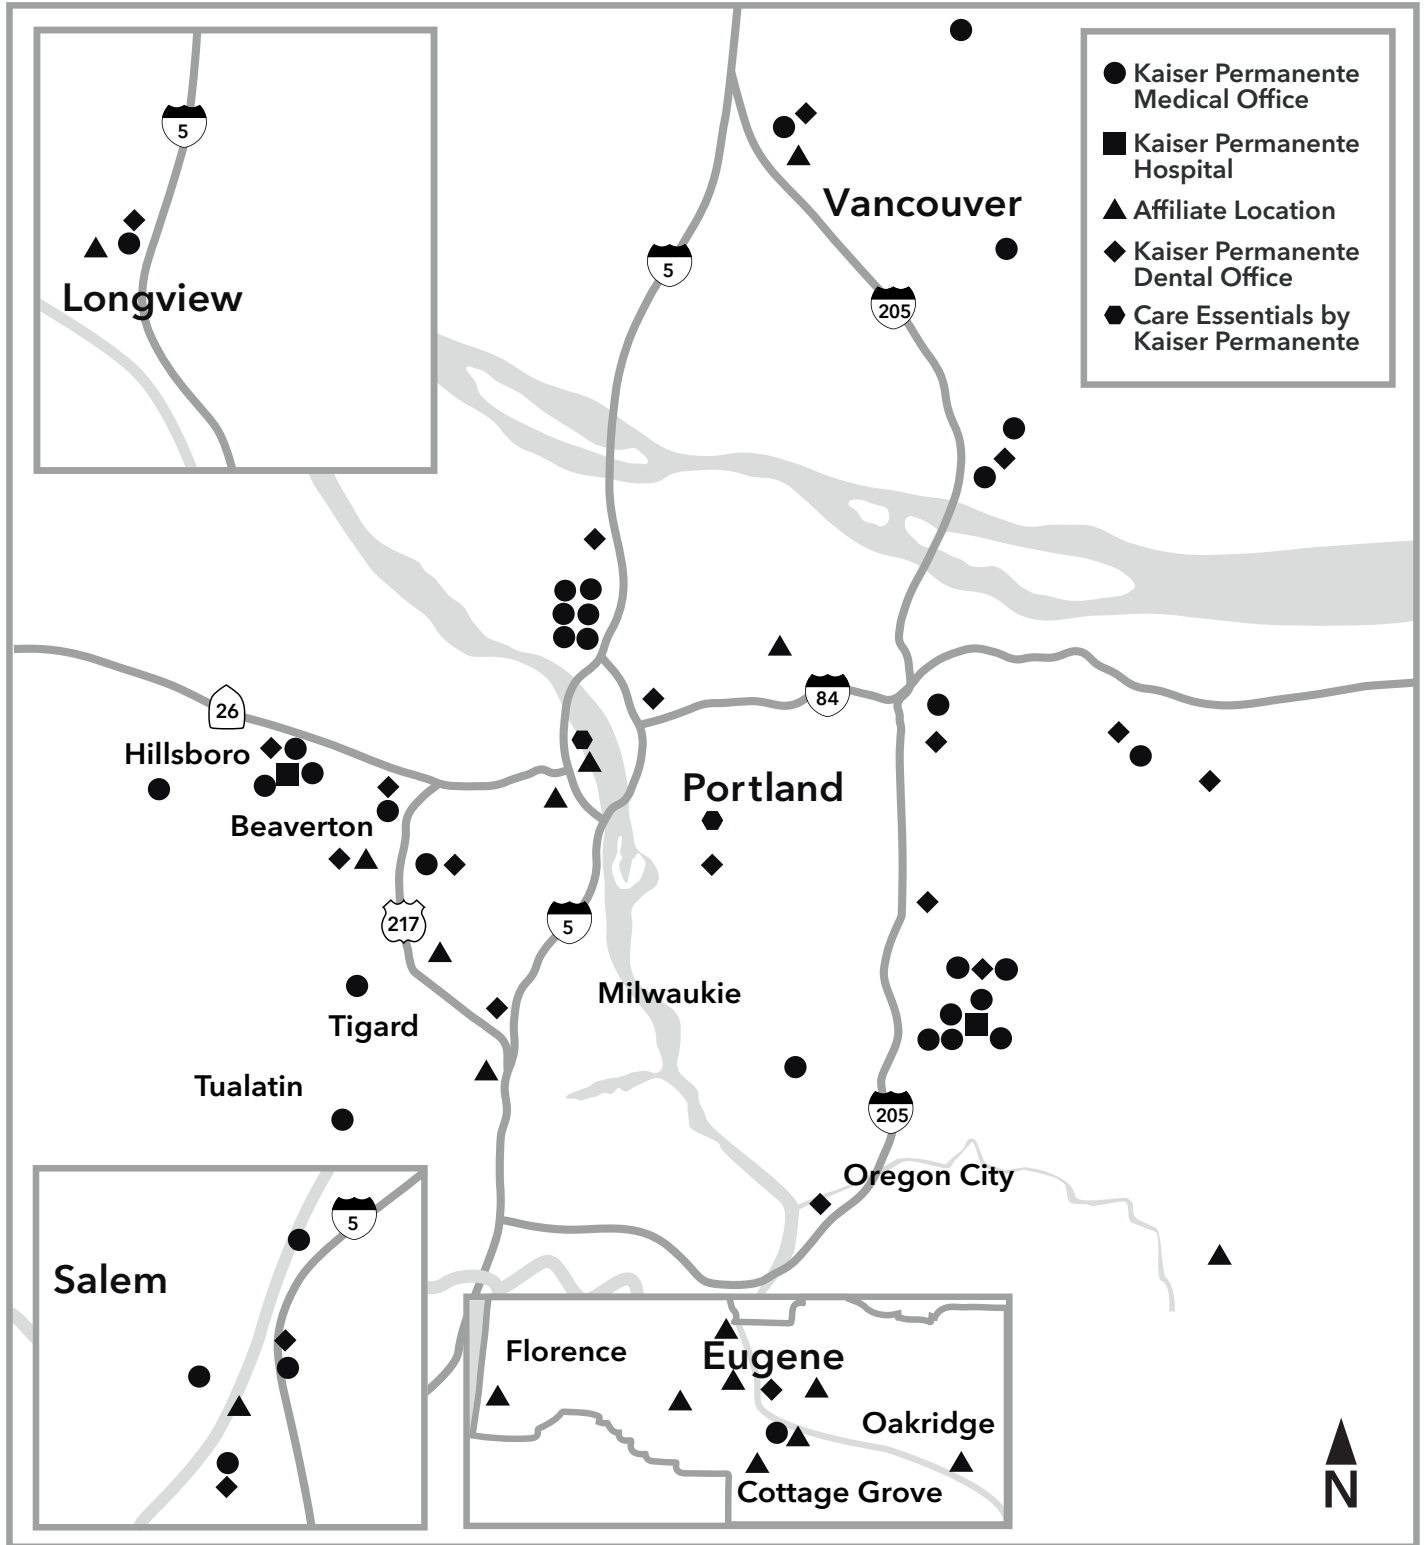 Kaiser Permanente
Medical Office
Kaiser Permanente
Hospital
Affiliate Location
Kaiser Permanente
Dental Office
Care Essentials by
Kaiser Permanente
5
Longview
Vancouver
5
205
84
26
Hillsboro
Portland
Beaverton
217
5
Milwaukie
Tigard
Tualatin
205
Oregon City
5
Salem
Florence
Eugene
Oakridge
Cottage Grove
N